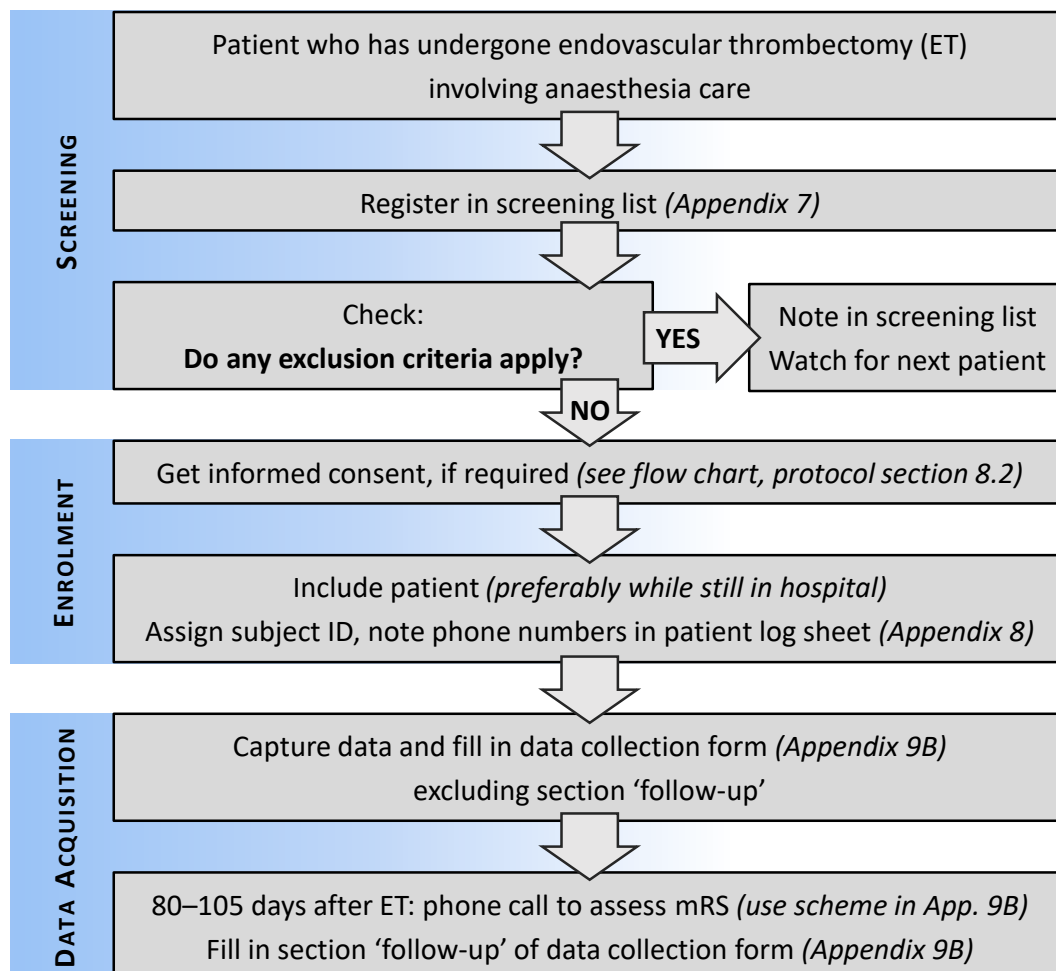 SCREENING
Patient who has undergone endovascular thrombectomy (ET)
involving anaesthesia care
Register in screening list (Appendix 7)
Check:
Do any exclusion criteria apply?
YES
Note in screening list
Watch for next patient
NO
ENROLMENT
Get informed consent, if required (see flow chart, protocol section 8.2)
Include patient (preferably while still in hospital)
Assign subject ID, note phone numbers in patient log sheet (Appendix 8)
DATA ACQUISITION
Capture data and fill in data collection form (Appendix 9B)
excluding section ‘follow-up’
80–105 days after ET: phone call to assess mRS (use scheme in App. 9B)
Fill in section ‘follow-up’ of data collection form (Appendix 9B)